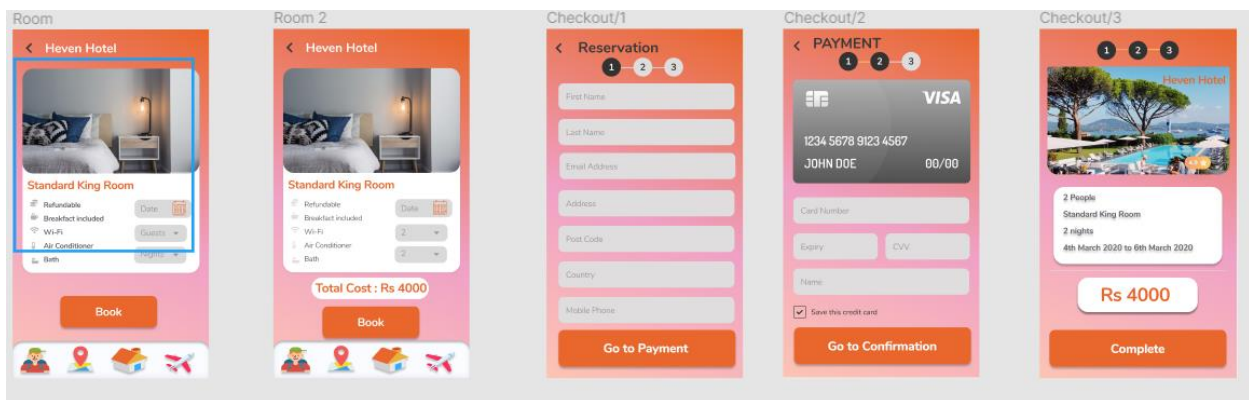 Room
Heven Hotel
Standard King Room
Refundable
Breakfact included
Wi-Fi
Air Conditioner
Bath
Date
Guests
Nights
Book
Room 2
Heven Hotel
Standard King Room
Refundable
Breakfact included
Wi-Fi
Air Conditioner
Bath
Date
2
2
Total Cost : Rs 4000
Book
Checkout/1
Reservation
1 2 3
First Name
Last Name
Email Address
Address
Post Code
Country
Mobile Phone
Go to Payment
Checkout/2
PAYMENT
1 2 3
VISA
1234 5678 9123 4567
JOHN DOE 00/00
Card Number
Expiry CVV
Name
Save this credit card
Go to Confirmation
Checkout/3
1 2 3
Heven Hotel
2 People
Standard King Room
2 nights
4th March 2020 to 6th March 2020
Rs 4000
Complete